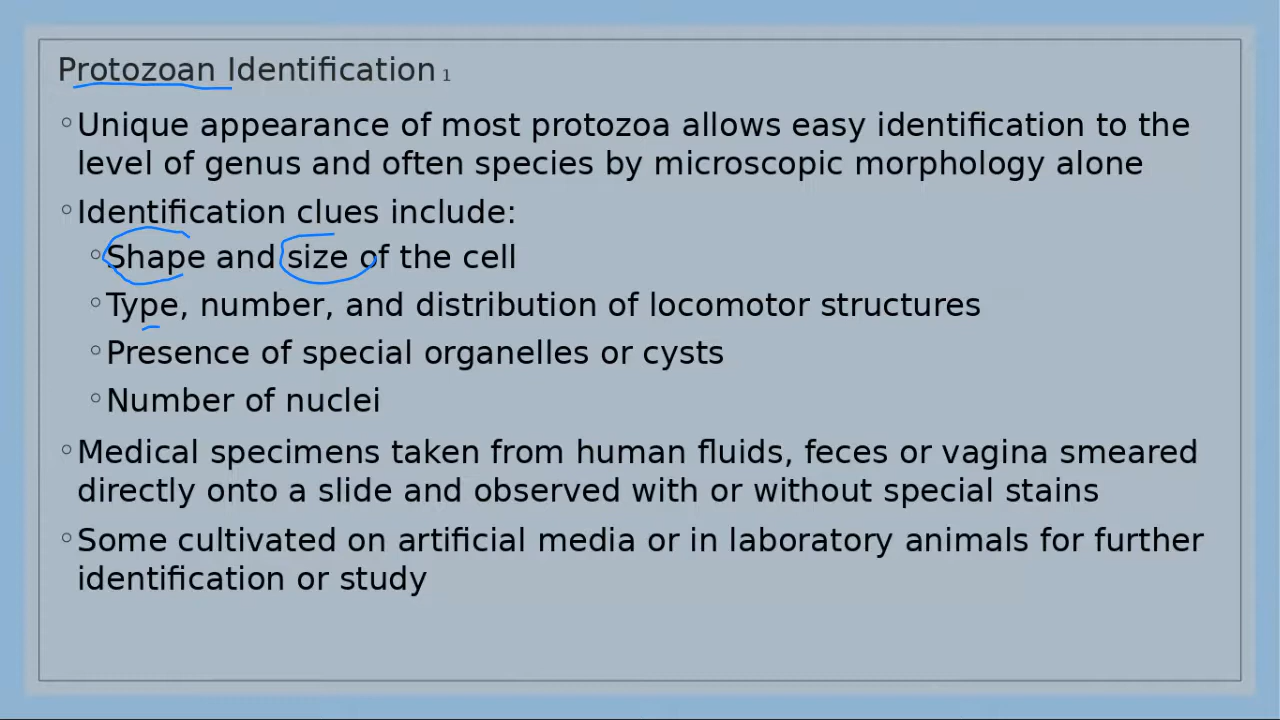 Protozoan Identification 1
◦Unique appearance of most protozoa allows easy identification to the
level of genus and often species by microscopic morphology alone
◦Identification clues include:
◦Shape and size of the cell
◦Type, number, and distribution of locomotor structures
◦Presence of special organelles or cysts
◦Number of nuclei
◦Medical specimens taken from human fluids, feces or vagina smeared
directly onto a slide and observed with or without special stains
◦Some cultivated on artificial media or in laboratory animals for further
identification or study